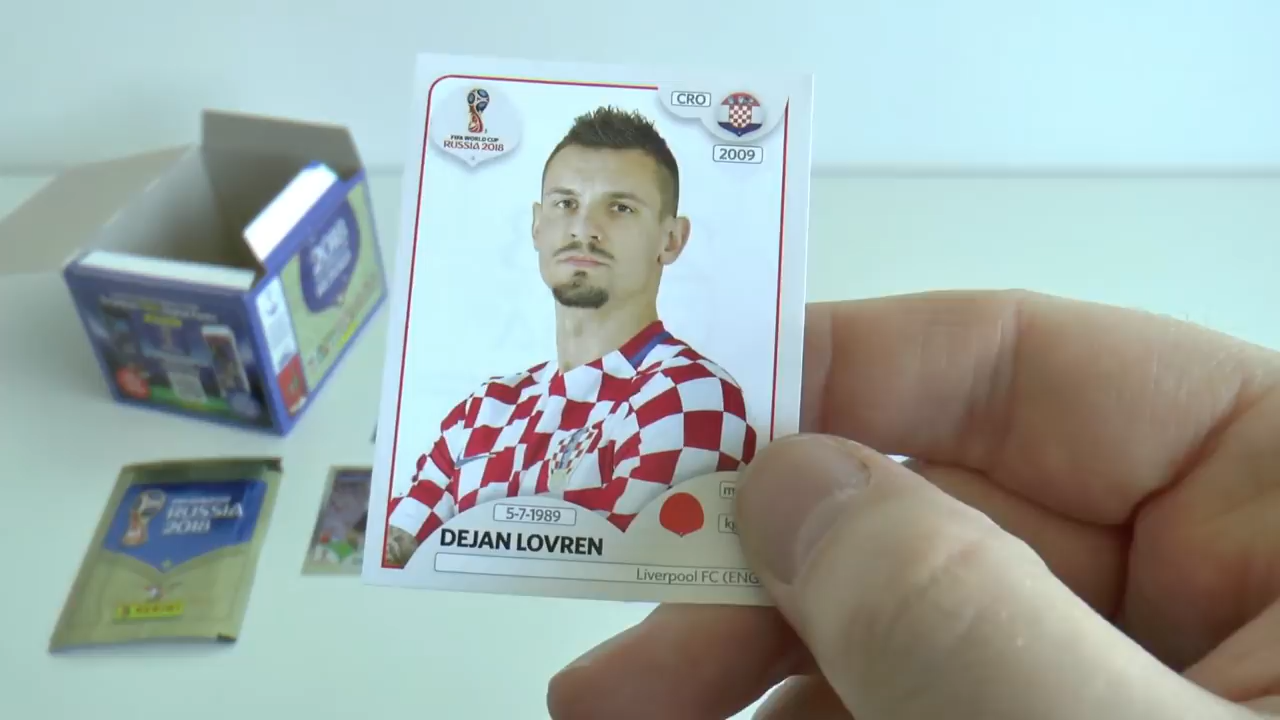 FIFA WORLD CUP
RUSSIA 2018
CRO
2009
5-7-1989
DEJAN LOVREN
Liverpool FC (ENG
RUSSIA
2018
PANINI